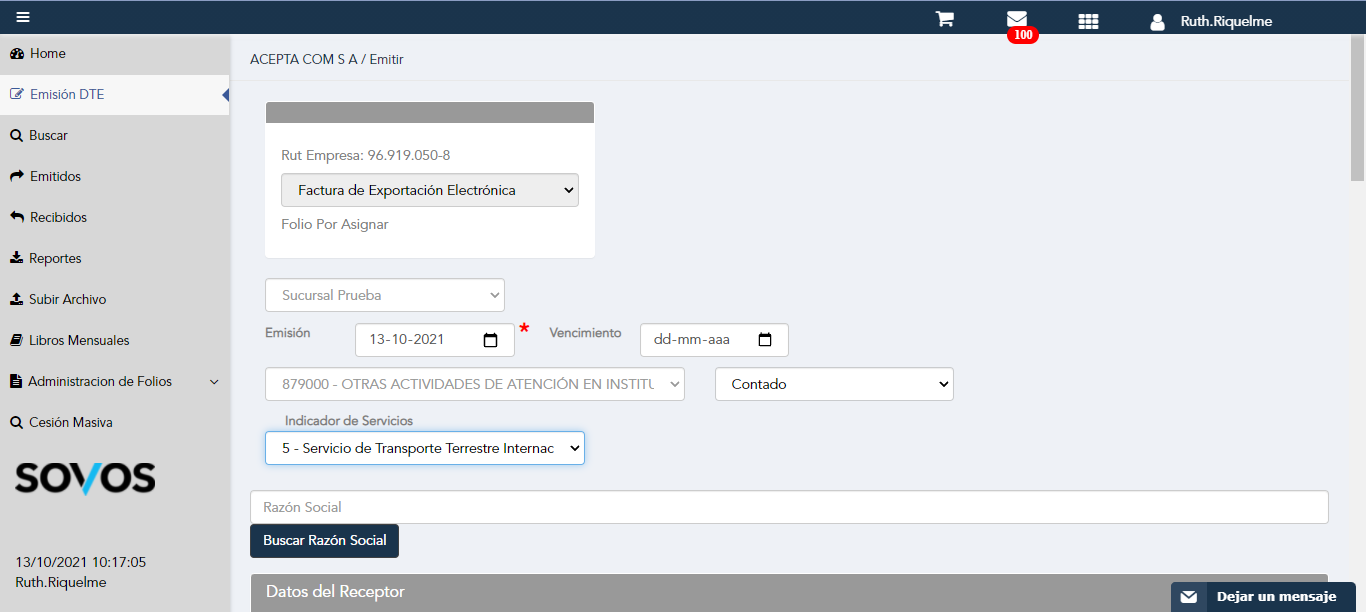 100
Ruth.Riquelme
Home
Emisión DTE
Buscar
Emitidos
Recibidos
Reportes
Subir Archivo
Libros Mensuales
Administracion de Folios
Cesión Masiva
SOVOS
13/10/2021 10:17:05
Ruth.Riquelme
ACEPTA COM S A / Emitir
Rut Empresa: 96.919.050-8
Factura de Exportación Electrónica
Folio Por Asignar
Sucursal Prueba
Emisión 13-10-2021 * Vencimiento dd-mm-aaa
879000 - OTRAS ACTIVIDADES DE ATENCIÓN EN INSTITU Contado
Indicador de Servicios
5 - Servicio de Transporte Terrestre Internac
Razón Social
Buscar Razón Social
Datos del Receptor
Dejar un mensaje